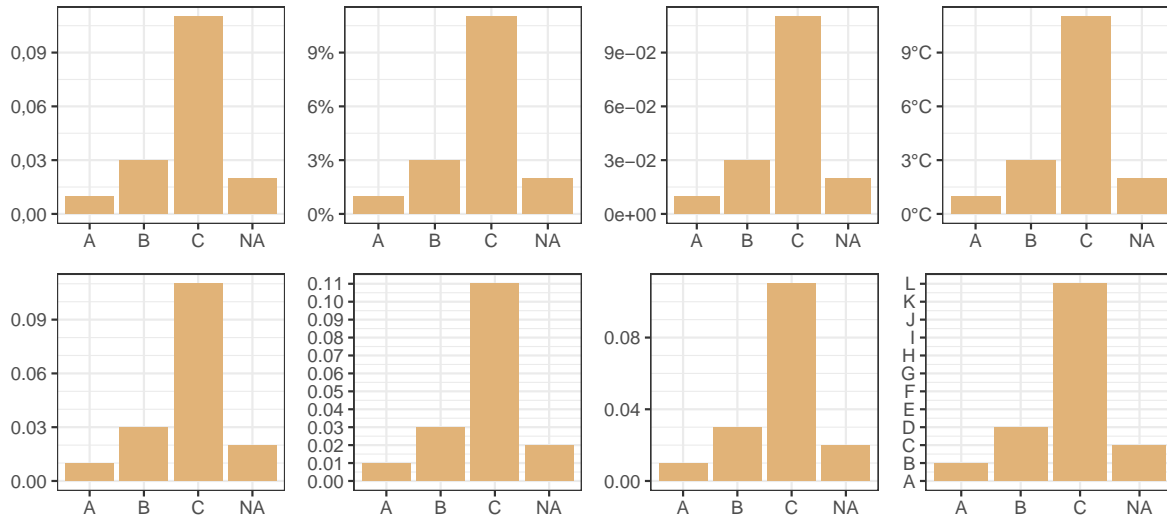 0,09
0,06
0,03
0,00
A B C NA
9%
6%
3%
0%
A B C NA
9e−02
6e−02
3e−02
0e+00
A B C NA
9°C
6°C
3°C
0°C
A B C NA
0.09
0.06
0.03
0.00
A B C NA
0.11
0.10
0.09
0.08
0.07
0.06
0.05
0.04
0.03
0.02
0.01
0.00
A B C NA
0.08
0.04
0.00
A B C NA
L
K
J
I
H
G
F
E
D
C
B
A
A B C NA